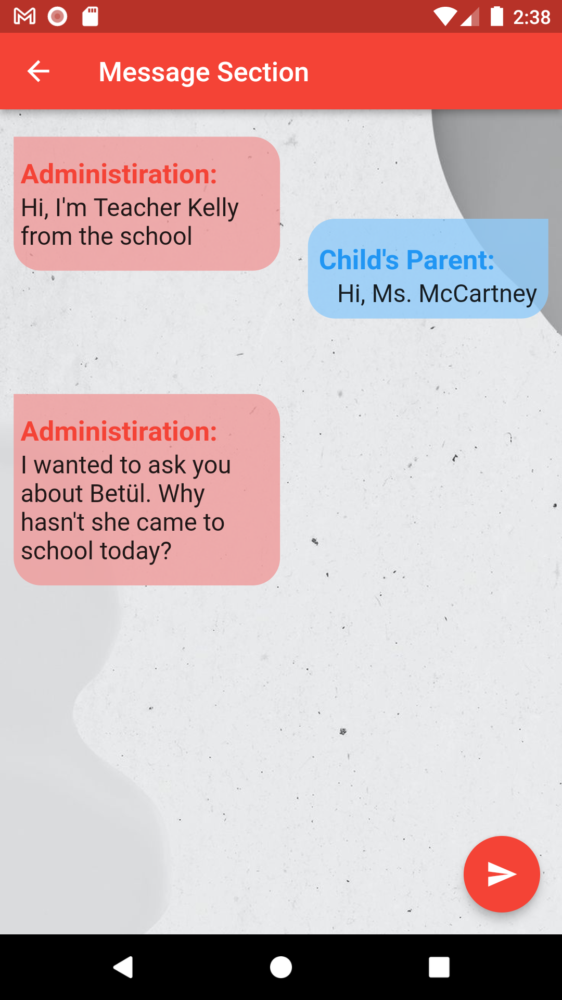 2:38
Message Section
Administiration:
Hi, I'm Teacher Kelly
from the school
Child's Parent:
Hi, Ms. McCartney
Administiration:
I wanted to ask you
about Betül. Why
hasn't she came to
school today?